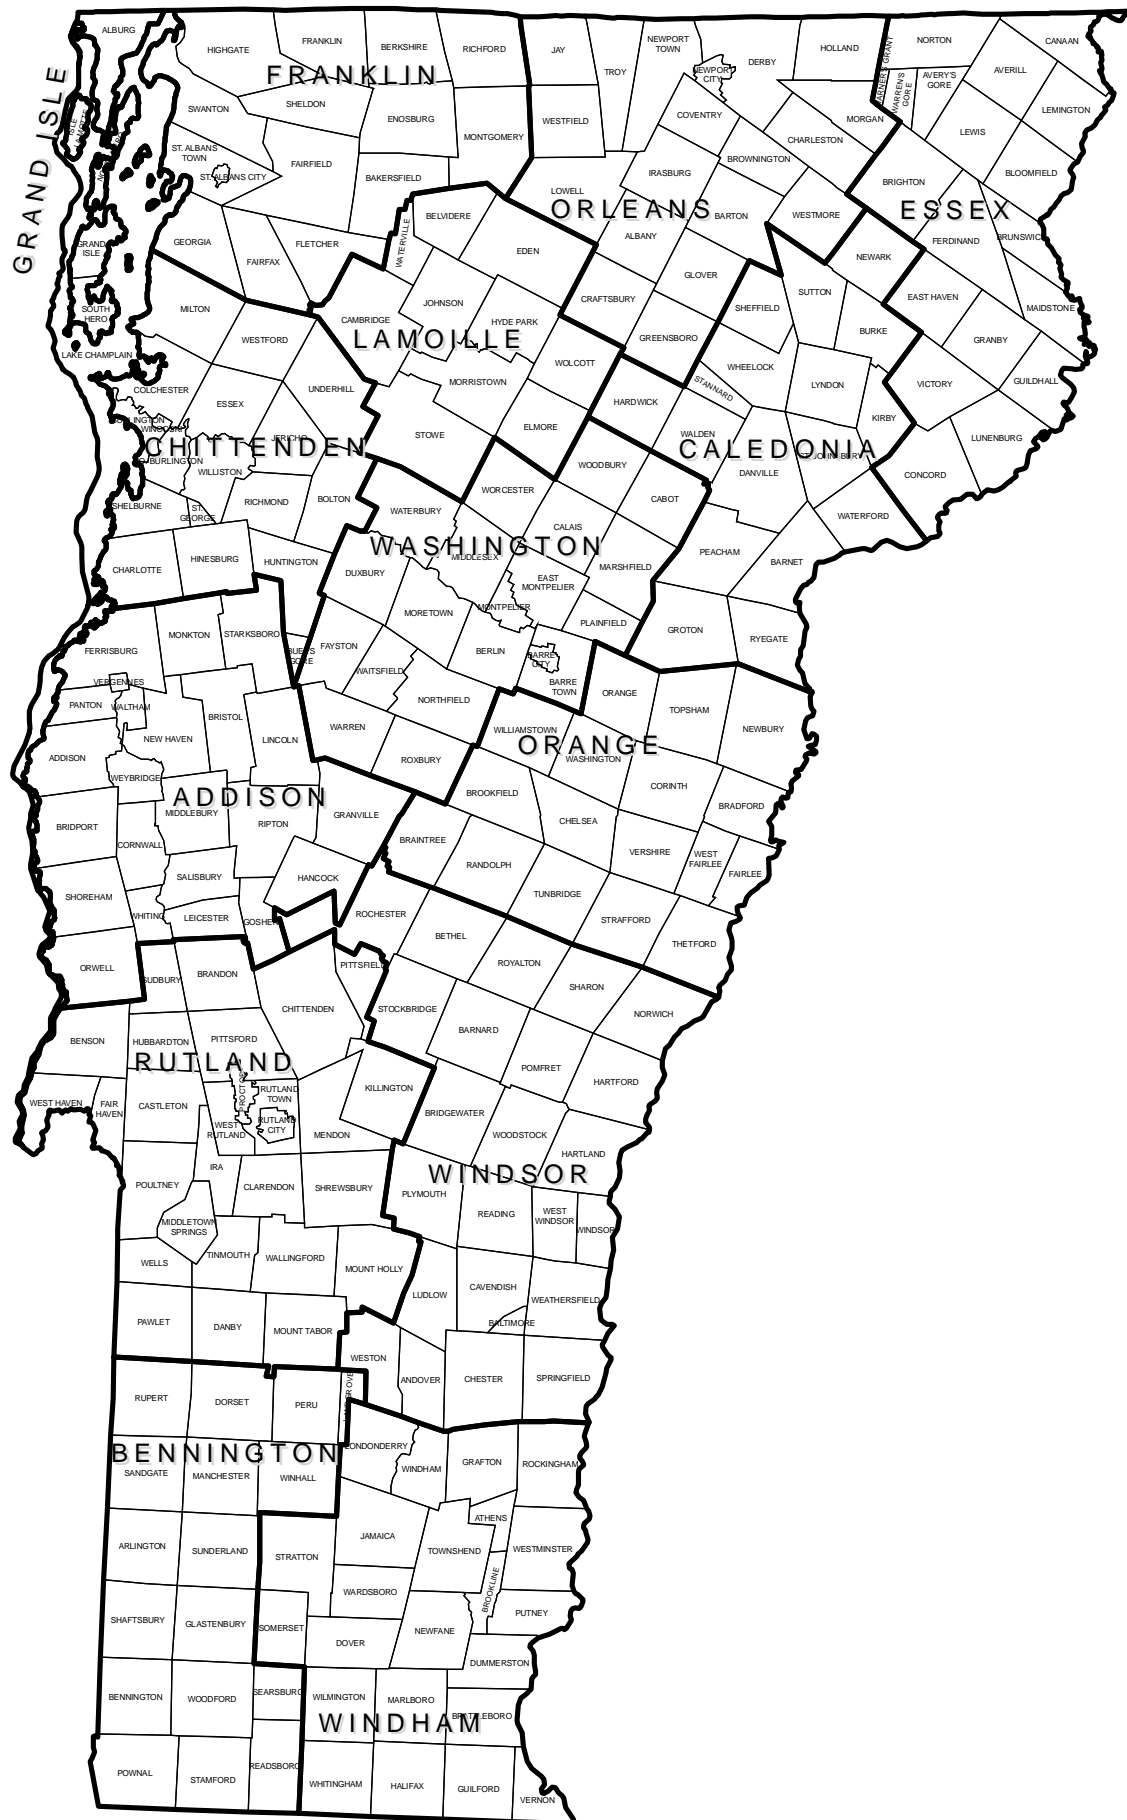 ALBURG
HIGHGATE
FRANKLIN
BERKSHIRE
RICHFORD
JAY
TROY
NEWPORT
TOWN
NEWPORT
CITY
DERBY
HOLLAND
NORTON
CANAAN
AVERILL
AVERY'S
GORE
WARREN'S
GORE
LEMINGTON
GRAND ISLE
FRANKLIN
SWANTON
SHELDON
ENOSBURG
MONTGOMERY
WESTFIELD
COVENTRY
MORGAN
CHARLESTON
LEWIS
BLOOMFIELD
ST. ALBANS
TOWN
ST. ALBANS CITY
FAIRFIELD
BAKERSFIELD
LOWELL
IRASBURG
BROWNINGTON
BRIGHTON
ORLEANS
ESSEX
BELVIDERE
WATERVILLE
EDEN
ALBANY
BARTON
WESTMORE
FERDINAND
BRUNSWICK
GRAND
ISLE
GEORGIA
FAIRFAX
FLETCHER
NEWARK
GLOVER
SUTTON
EAST HAVEN
MAIDSTONE
SOUTH
HERO
MILTON
CAMBRIDGE
JOHNSON
HYDE PARK
CRAFTSBURY
GREENSBORO
SHEFFIELD
BURKE
GRANBY
LAMOILLE
LAKE CHAMPLAIN
WESTFORD
COLCHESTER
ESSEX
UNDERHILL
MORRISTOWN
WOLCOTT
WHEELOCK
STANNARD
LYNDON
VICTORY
GUILDHALL
HARDWICK
KIRBY
LUNENBURG
WINOOSKI
JERICHO
STOWE
ELMORE
WALDEN
CHITTENDEN
CALEDONIA
WILLISTON
WOODBURY
DANVILLE
CONCORD
SHELBURNE
ST.
GEORGE
RICHMOND
BOLTON
WORCESTER
WATERBURY
CABOT
WATERFORD
CALAIS
WASHINGTON
CHARLOTTE
HINESBURG
HUNTINGTON
DUXBURY
MIDDLESEX
EAST
MONTPELIER
MARSHFIELD
PEACHAM
BARNET
MORETOWN
MONTPELIER
PLAINFIELD
GROTON
RYEGATE
FERRISBURG
MONKTON
STARKSBORO
BUEL'S
GORE
FAYSTON
WAITSFIELD
BERLIN
BARRE
CITY
BARRE
TOWN
VERGENNES
PANTON
WALTHAM
BRISTOL
LINCOLN
WARREN
NORTHFIELD
ORANGE
TOPSHAM
NEWBURY
ADDISON
NEW HAVEN
ROXBURY
WILLIAMSTOWN
WASHINGTON
ORANGE
WEYBRIDGE
ADDISON
MIDDLEBURY
RIPTON
GRANVILLE
BROOKFIELD
CORINTH
BRADFORD
BRIDPORT
CORNWALL
BRAINTREE
CHELSEA
VERSHIRE
WEST
FAIRLEE
FAIRLEE
SALISBURY
HANCOCK
RANDOLPH
TUNBRIDGE
SHOREHAM
WHITING
LEICESTER
GOSHEN
ROCHESTER
BETHEL
STRAFFORD
THETFORD
ORWELL
SUDBURY
BRANDON
CHITTENDEN
PITTSFIELD
ROYALTON
SHARON
STOCKBRIDGE
BARNARD
NORWICH
BENSON
HUBBARDTON
PITTSFORD
RUTLAND
POMFRET
HARTFORD
WEST HAVEN
FAIR
HAVEN
CASTLETON
PROCTOR
RUTLAND
TOWN
RUTLAND
CITY
WEST
RUTLAND
MENDON
KILLINGTON
BRIDGEWATER
WOODSTOCK
HARTLAND
WINDSOR
POULTNEY
IRA
CLARENDON
SHREWSBURY
PLYMOUTH
READING
WEST
WINDSOR
WINDSOR
MIDDLETOWN
SPRINGS
WELLS
TINMOUTH
WALLINGFORD
MOUNT HOLLY
LUDLOW
CAVENDISH
WEATHERSFIELD
BALTIMORE
PAWLET
DANBY
MOUNT TABOR
WESTON
ANDOVER
CHESTER
SPRINGFIELD
RUPERT
DORSET
PERU
BENNINGTON
LONDONDERRY
WINDHAM
GRAFTON
ROCKINGHAM
SANDGATE
MANCHESTER
WINHALL
ATHENS
JAMAICA
TOWNSHEND
WESTMINSTER
ARLINGTON
SUNDERLAND
STRATTON
WARDSBORO
BROOKLINE
PUTNEY
SHAFTSBURY
GLASTENBURY
SOMERSET
DOVER
NEWFANE
DUMMERSTON
BENNINGTON
WOODFORD
SEARSBURG
WILMINGTON
MARLBORO
BRATTLEBORO
WINDHAM
POWNAL
STAMFORD
READSBORO
WHITINGHAM
HALIFAX
GUILFORD
VERNON